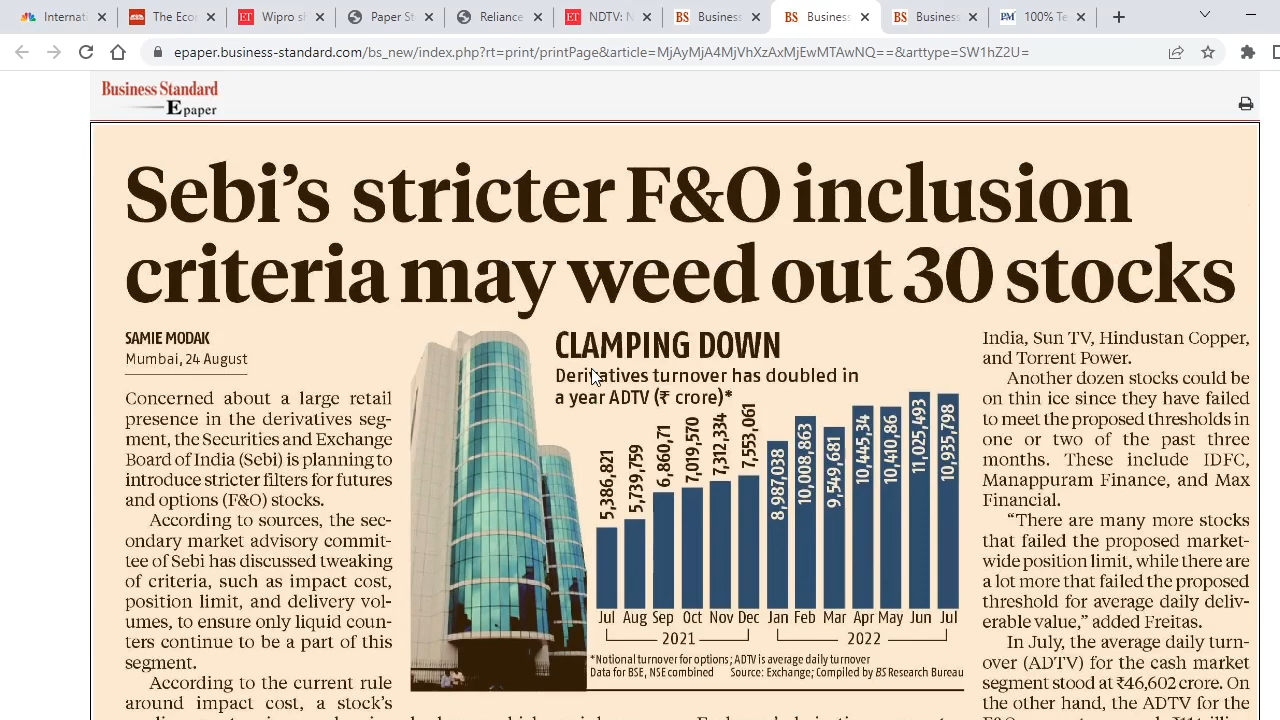 Internati
The Eco
Wipro sh
Paper St
Reliance
NDTV: N
Business
Business
Business
100% Te
epaper.business-standard.com/bs_new/index.php?rt=print/printPage&article=MjAyMjA4MjVhXzAxMjEwMTAwNQ==&arttype=SW1hZ2U=
Business Standard
E paper
Sebi's stricter F&O inclusion
criteria may weed out 30 stocks
SAMIE MODAK
Mumbai, 24 August
Concerned about a large retail
presence in the derivatives seg-
ment, the Securities and Exchange
Board of India (Sebi) is planning to
introduce stricter filters for futures
and options (F&O) stocks.
According to sources, the sec-
ondary market advisory commit-
tee of Sebi has discussed tweaking
of criteria, such as impact cost,
position limit, and delivery vol-
umes, to ensure only liquid coun-
ters continue to be a part of this
segment.
According to the current rule
around impact cost, a stock's
CLAMPING DOWN
Derivatives turnover has doubled in
a year ADTV (₹ crore)*
5,386,821
5,739,759
6,860,71
7,019,570
7,312,334
7,553,061
8,987,038
10,008,863
9,549,681
10,445,34
10,410,86
11,025,493
10,935,798
Jul Aug Sep Oct Nov Dec Jan Feb Mar Apr May Jun Jul
2021 2022
*Notional turnover for options; ADTV is average daily turnover
Data for BSE, NSE combined Source: Exchange; Compiled by BS Research Bureau
India, Sun TV, Hindustan Copper,
and Torrent Power.
Another dozen stocks could be
on thin ice since they have failed
to meet the proposed thresholds in
one or two of the past three
months. These include IDFC,
Manappuram Finance, and Max
Financial.
"There are many more stocks
that failed the proposed market-
wide position limit, while there are
a lot more that failed the proposed
threshold for average daily deliv-
erable value," added Freitas.
In July, the average daily turn-
over (ADTV) for the cash market
segment stood at ₹46,602 crore. On
the other hand, the ADTV for the